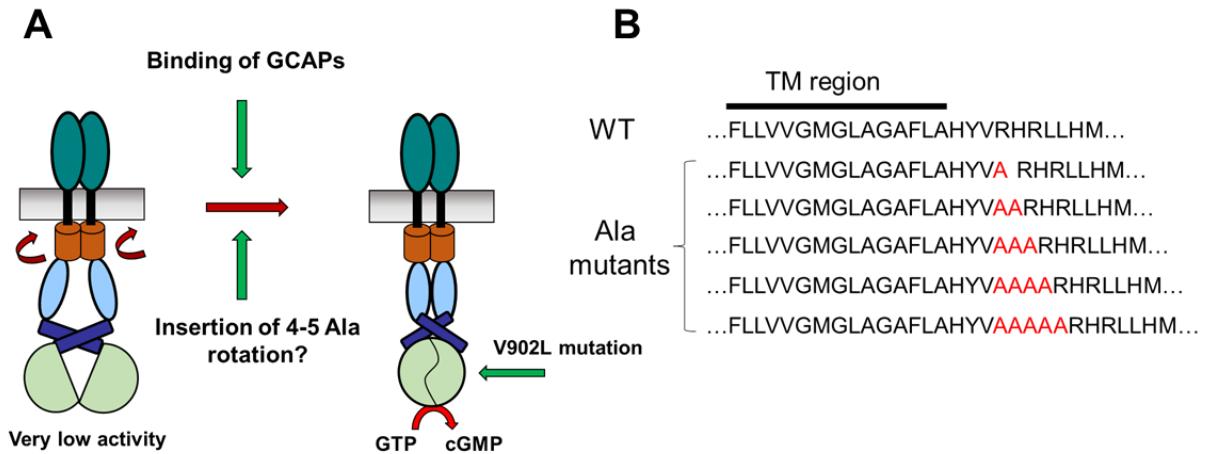 A
Binding of GCAPs
Insertion of 4-5 Ala
rotation?
V902L mutation
Very low activity
GTP
cGMP
B
TM region
WT
…FLLVVGMGLAGAFLAHYVRHRLLHM…
Ala
mutants
…FLLVVGMGLAGAFLAHYVA RHRLLHM…
…FLLVVGMGLAGAFLAHYVAARHRLLHM…
…FLLVVGMGLAGAFLAHYVAAARHRLLHM…
…FLLVVGMGLAGAFLAHYVAAAARHRLLHM…
…FLLVVGMGLAGAFLAHYVAAAAARHRLLHM…